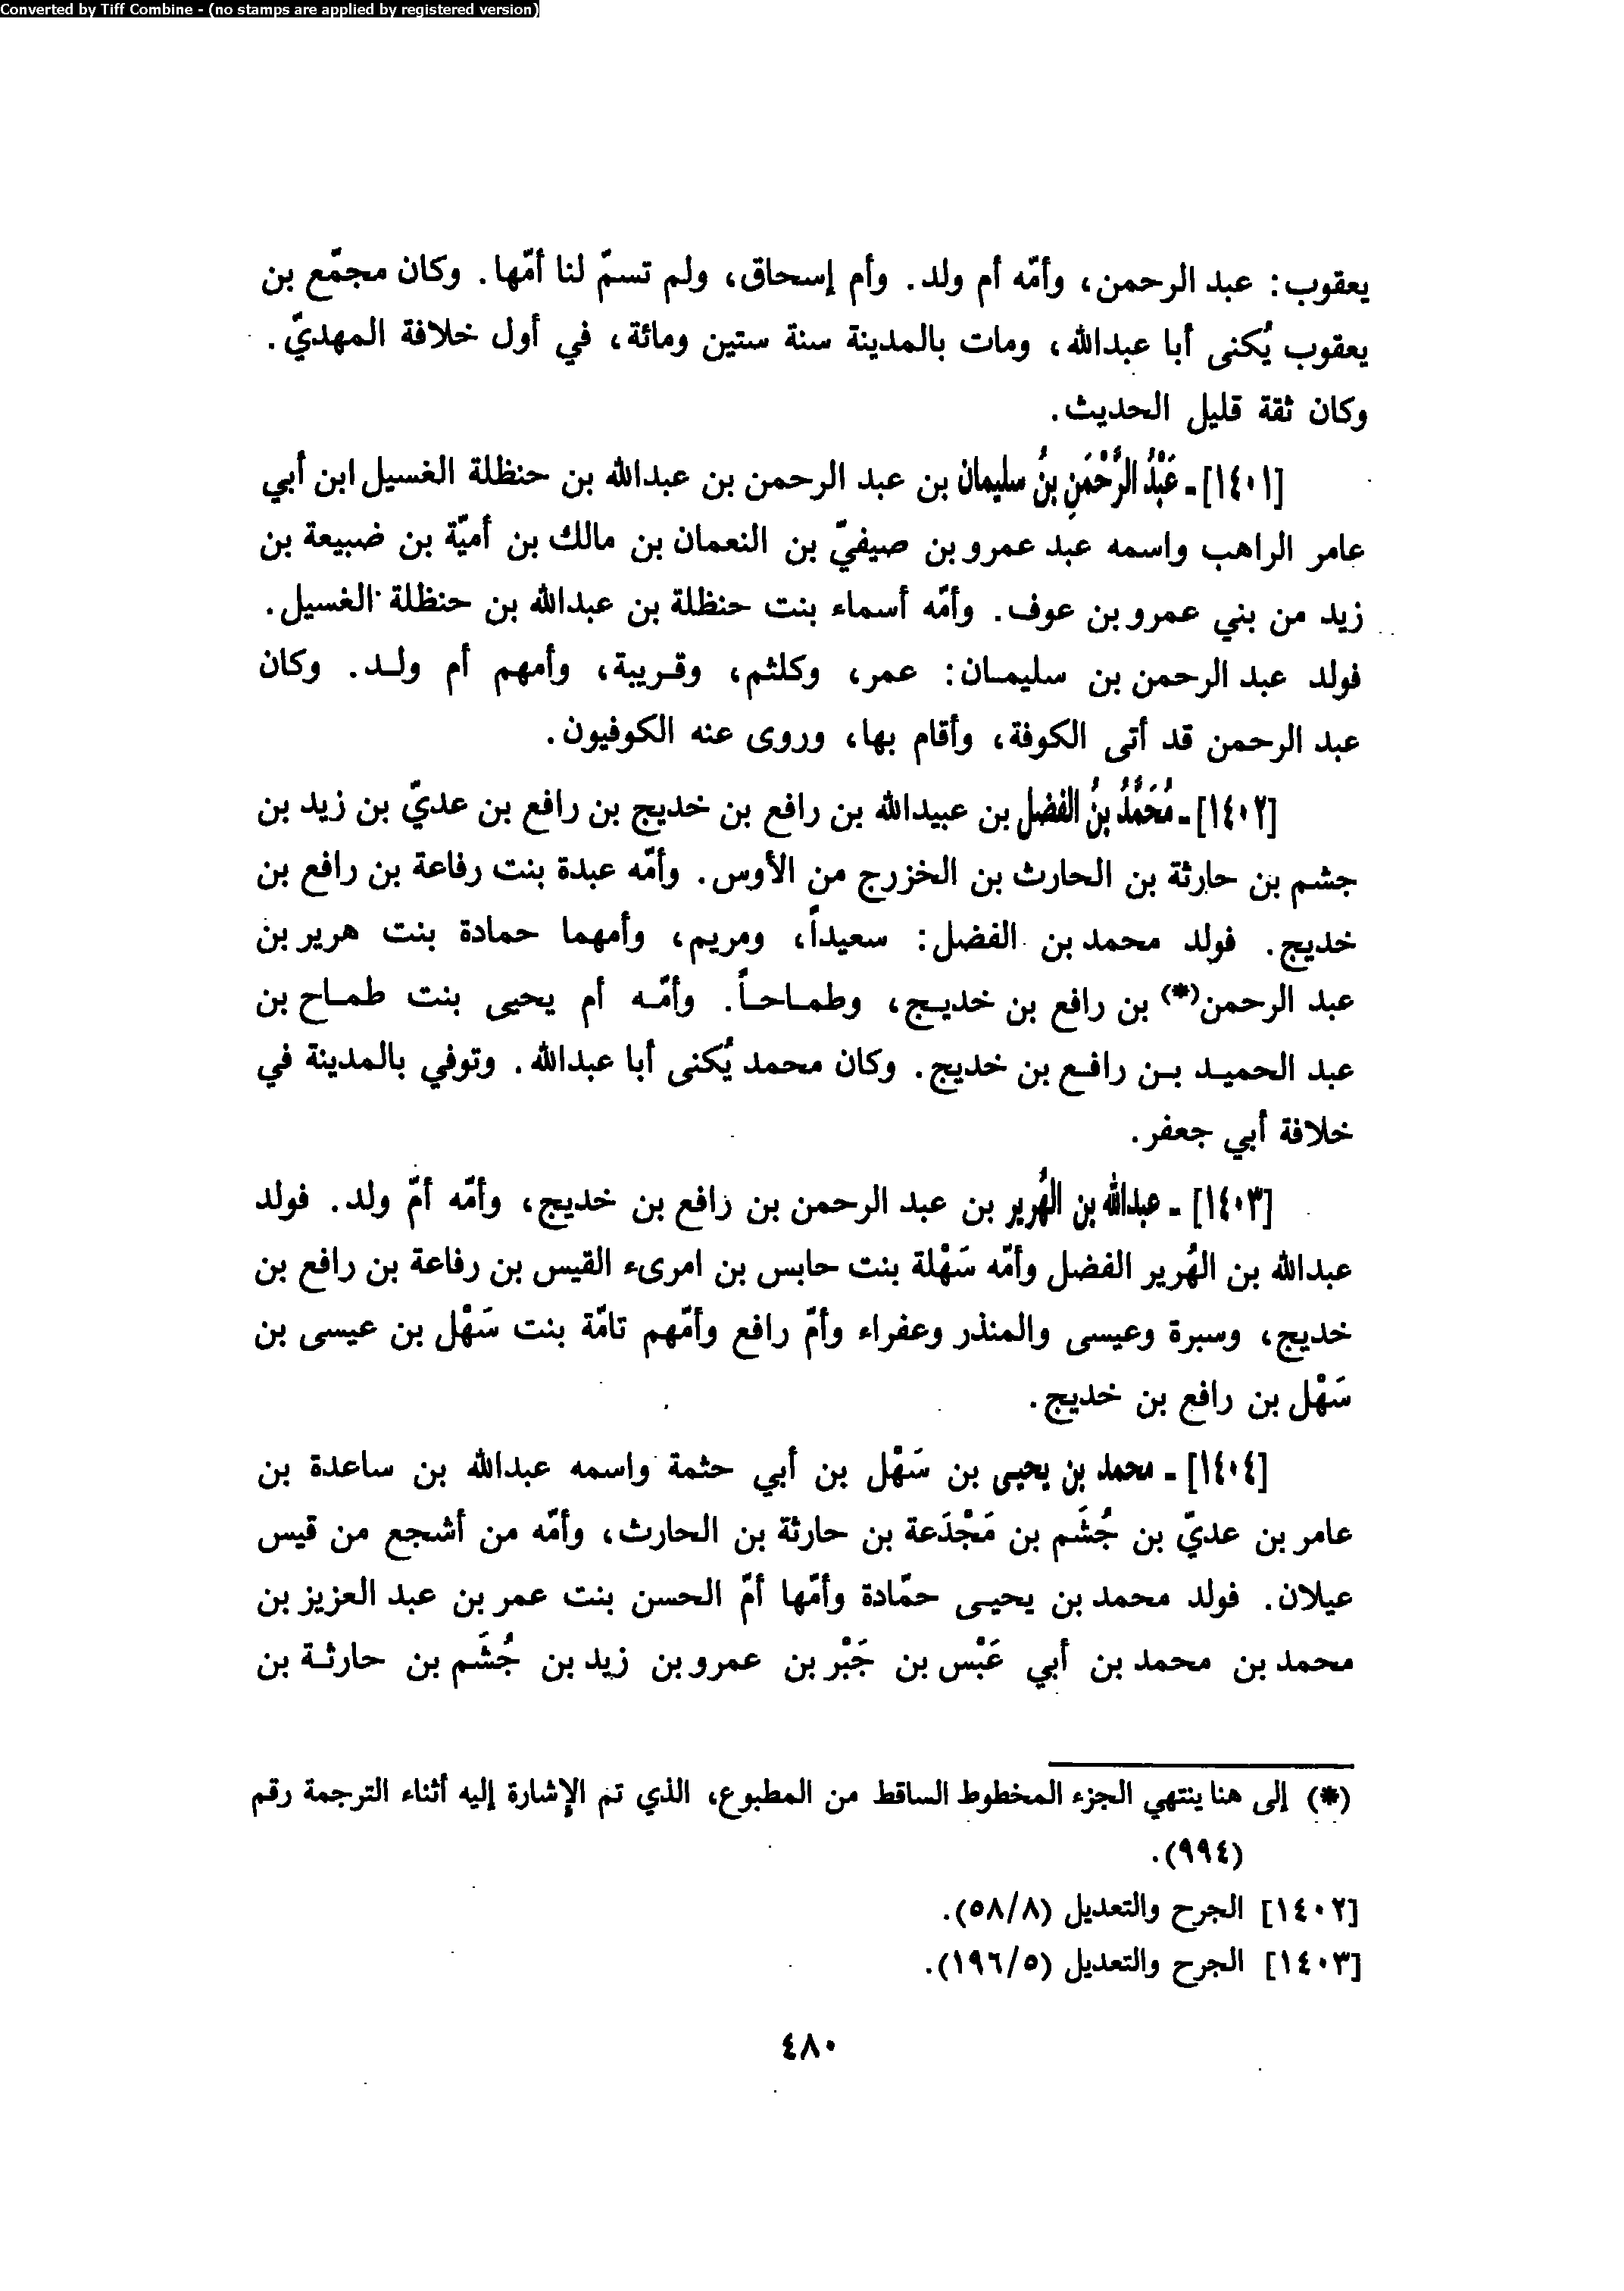 Converted by Tiff Combine - (no stamps are applied by registered version)
يعقوب: عبد الرحمن، وأمّه أم ولد. وأم إسحاق، ولم تسمّ لنا أمّها. وكان مجمّع بن
يعقوب يُكنى أبا عبدالله، ومات بالمدينة سنة ستين ومائة، في أول خلافة المهديّ.
وكان ثقة قليل الحديث.
[١٤٠١]ـ عَبْدُ الرَّحْمَنِ بنُ سليمان بن عبد الرحمن بن عبدالله بن حنظلة الغسيل ابن أبي
عامر الراهب واسمه عبد عمرو بن صيفيّ بن النعمان بن مالك بن أميّة بن ضبيعة بن
زيد من بني عمرو بن عوف. وأمّه أسماء بنت حنظلة بن عبدالله بن حنظلة الغسيل.
فولد عبد الرحمن بن سليمـان: عمر، وكلثم، وقـريبة، وأمهم أم ولـد. وكان
عبد الرحمن قد أتى الكوفة، وأقام بها، وروى عنه الكوفيون.
[١٤٠٢]ـ مُحَمَّدُ بنُ الفضل بن عبيدالله بن رافع بن خديج بن رافع بن عديّ بن زيد بن
جشم بن حارثة بن الحارث بن الخزرج من الأوس. وأمّه عبدة بنت رفاعة بن رافع بن
خديج. فولد محمد بن الفضل: سعيداً، ومريم، وأمهما حمادة بنت هرير بن
عبد الرحمن(*) بن رافع بن خديـج، وطمـاحـاً. وأمّـه أم يحيى بنت طمـاح بن
عبد الحميـد بـن رافـع بن خديج. وكان محمد يُكنى أبا عبدالله. وتوفي بالمدينة في
خلافة أبي جعفر.
[١٤٠٣] ـ عبدالله بن الهُرير بن عبد الرحمن بن رافع بن خديج، وأمّه أمّ ولد. فولد
عبدالله بن الهُرير الفضل وأمّه سَهْلة بنت حابس بن امرىء القيس بن رفاعة بن رافع بن
خديج، وسبرة وعيسى والمنذر وعفراء وأمّ رافع وأمّهم تامّة بنت سَهْل بن عيسى بن
سَهْل بن رافع بن خديج.
[١٤٠٤] ـ محمد بن يحيى بن سَهْل بن أبي حثمة واسمه عبدالله بن ساعدة بن
عامر بن عديّ بن جُشَم بن مَجْدَعة بن حارثة بن الحارث، وأمّه من أشجع من قيس
عيلان. فولد محمد بن يحيـى حمّادة وأمّها أمّ الحسن بنت عمر بن عبد العزيز بن
محمد بن محمد بن أبي عَبْس بن جَبْر بن عمرو بن زيد بن جُشَم بن حارثـة بن
(*) إلى هنا ينتهي الجزء المخطوط الساقط من المطبوع، الذي تم الإشارة إليه أثناء الترجمة رقم
(٩٩٤).
[١٤٠٢] الجرح والتعديل (٥٨/٨).
[١٤٠٣] الجرح والتعديل (١٩٦/٥).
٤٨٠